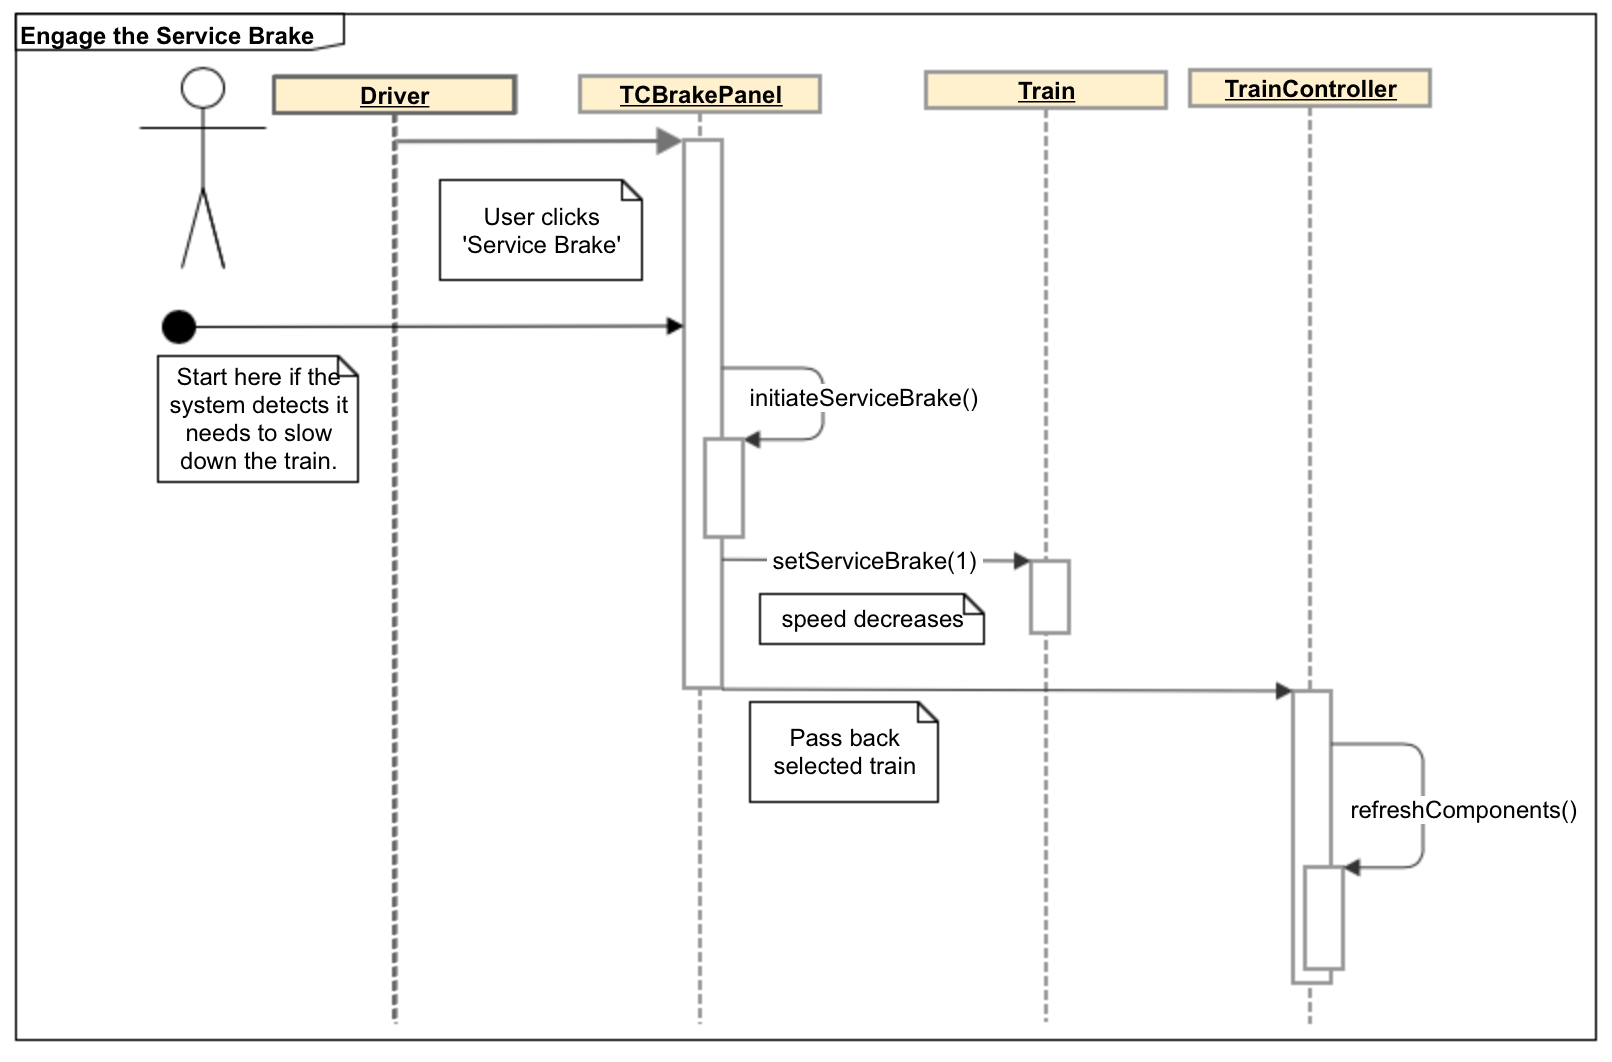 Engage the Service Brake
Driver
TCBrakePanel
Train
TrainController
User clicks
'Service Brake'
Start here if the
system detects it
needs to slow
down the train.
initiateServiceBrake()
setServiceBrake(1)
speed decreases
Pass back
selected train
refreshComponents()